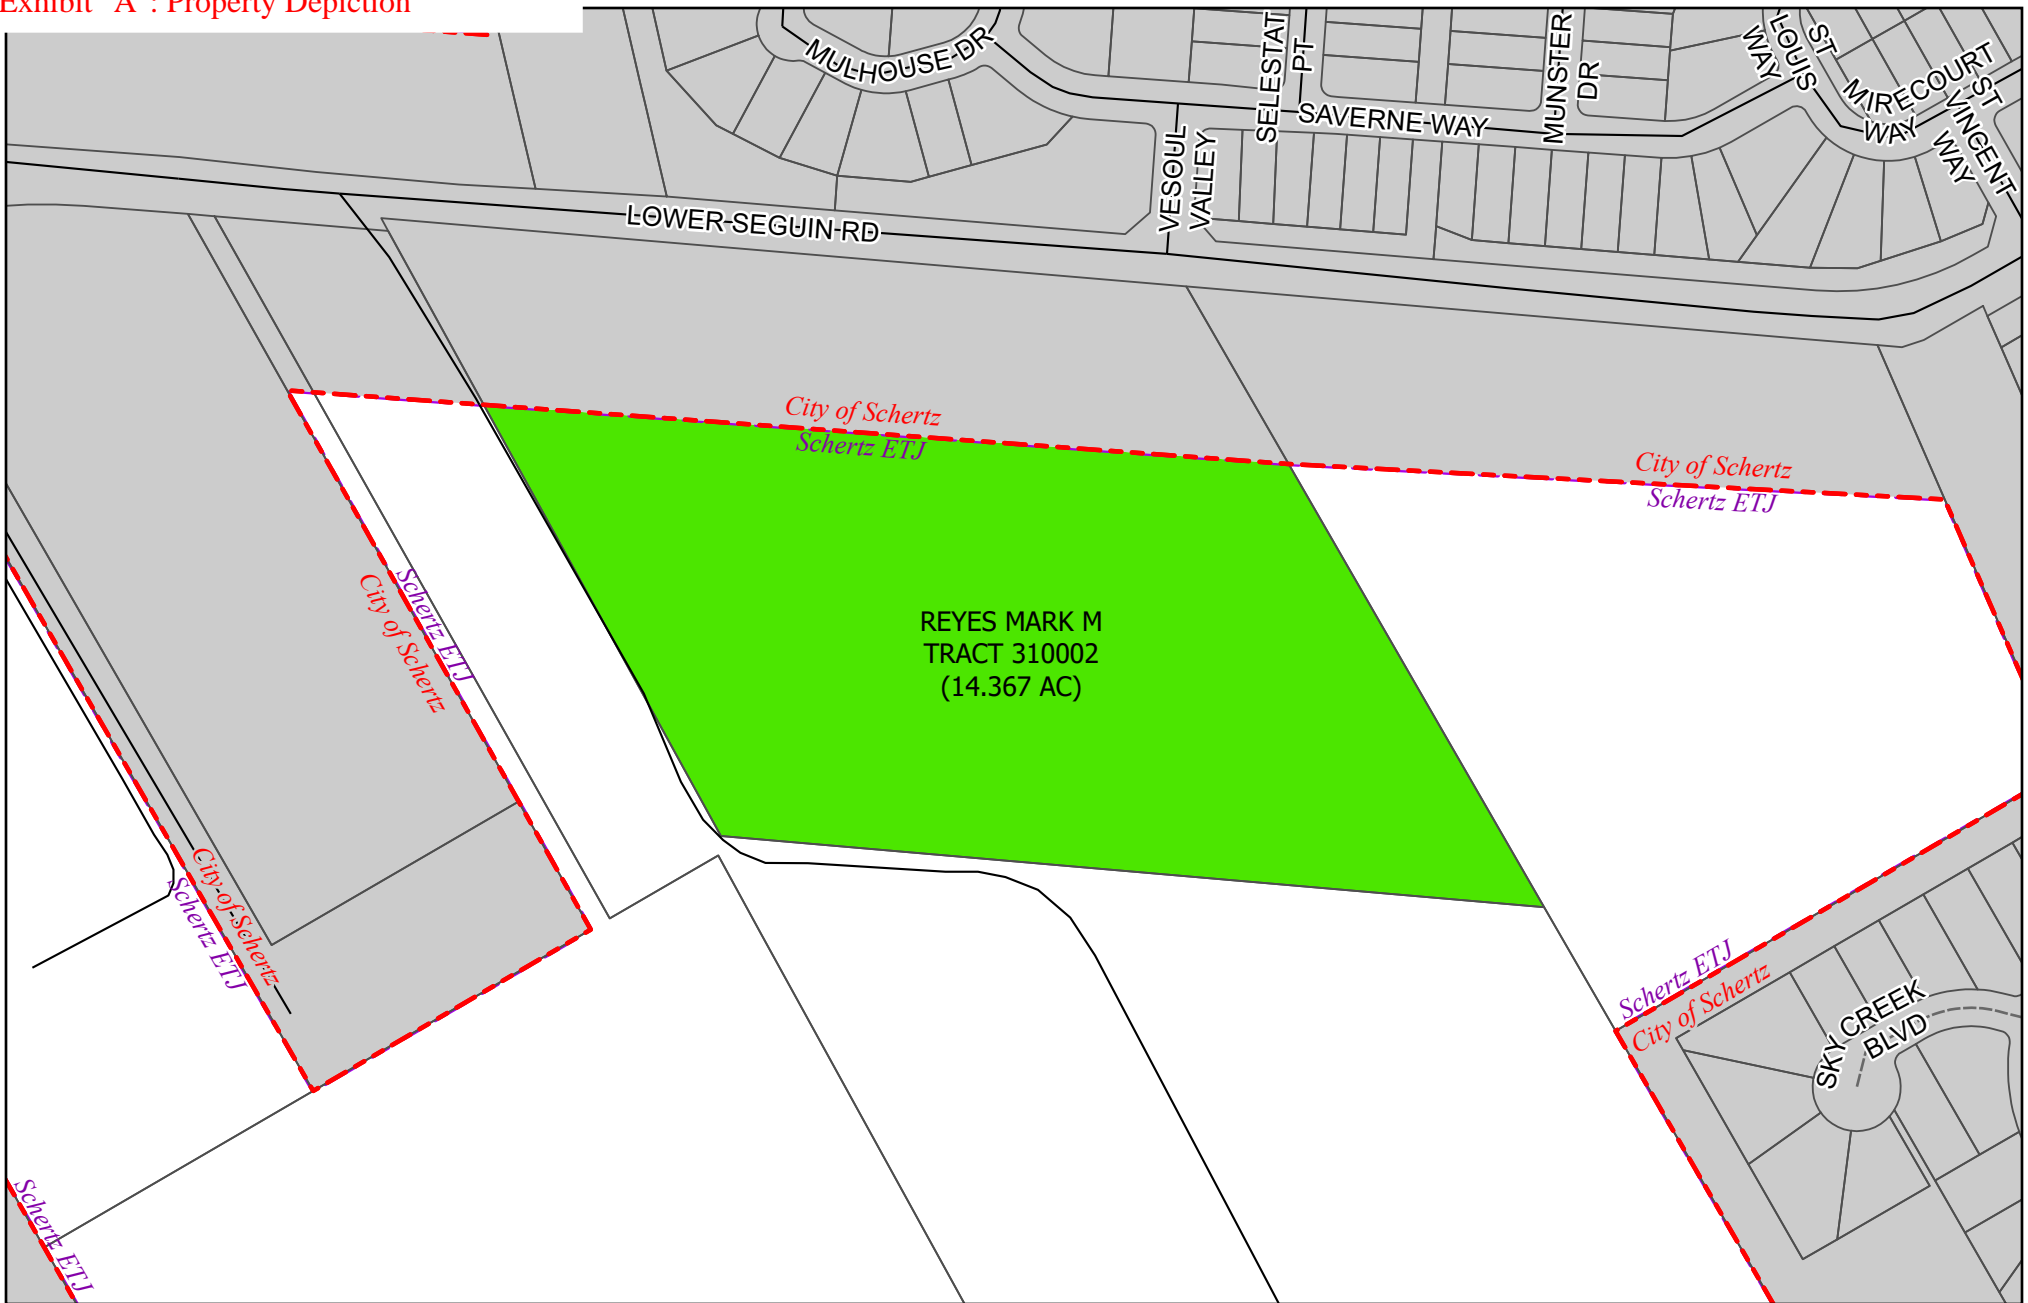 Exhibit "A": Property Depiction
MULHOUSE DR
SELESTAT
PT
MUNSTER
DR
ST
LOUIS
WAY
MIRECOURT
WAY
ST
VINCENT
WAY
SAVERNE WAY
VESOUL
VALLEY
LOWER SEGUIN RD
City of Schertz
Schertz ETJ
City of Schertz
Schertz ETJ
Schertz ETJ
City of Schertz
REYES MARK M
TRACT 310002
(14.367 AC)
City of Schertz
Schertz ETJ
Schertz ETJ
City of Schertz
SKY CREEK
BLVD
Schertz ETJ